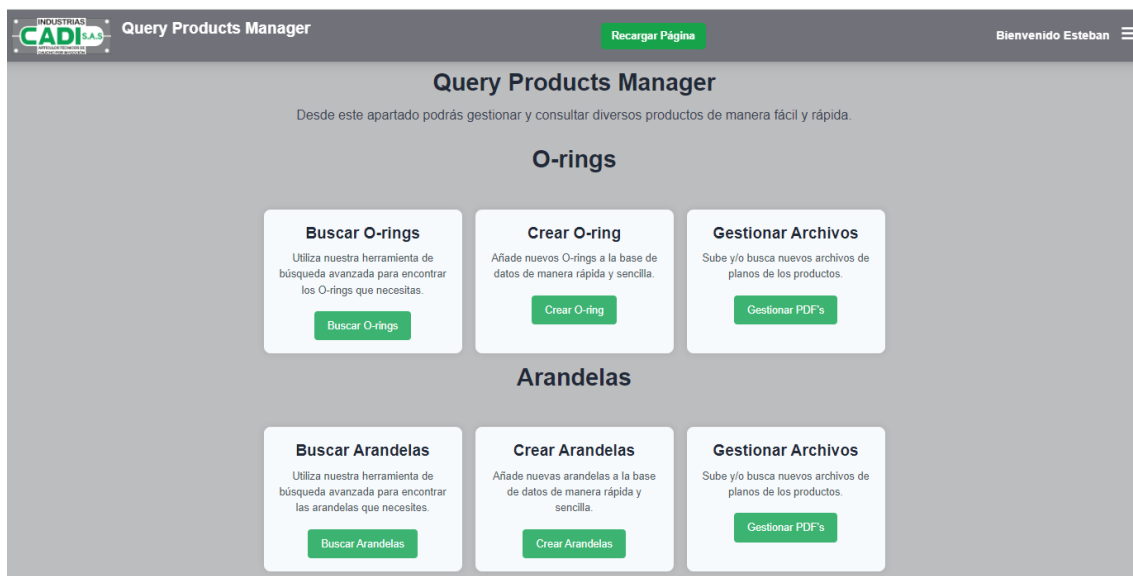 INDUSTRIAS
CADI S.A.S
Query Products Manager
Recargar Página
Bienvenido Esteban
Query Products Manager
Desde este apartado podrás gestionar y consultar diversos productos de manera fácil y rápida.
O-rings
Buscar O-rings
Utiliza nuestra herramienta de
búsqueda avanzada para encontrar
los O-rings que necesitas.
Buscar O-rings
Crear O-ring
Añade nuevos O-rings a la base de
datos de manera rápida y sencilla.
Crear O-ring
Gestionar Archivos
Sube y/o busca nuevos archivos de
planos de los productos.
Gestionar PDF's
Arandelas
Buscar Arandelas
Utiliza nuestra herramienta de
búsqueda avanzada para encontrar
las arandelas que necesites.
Buscar Arandelas
Crear Arandelas
Añade nuevas arandelas a la base
de datos de manera rápida y
sencilla.
Crear Arandelas
Gestionar Archivos
Sube y/o busca nuevos archivos de
planos de los productos.
Gestionar PDF's